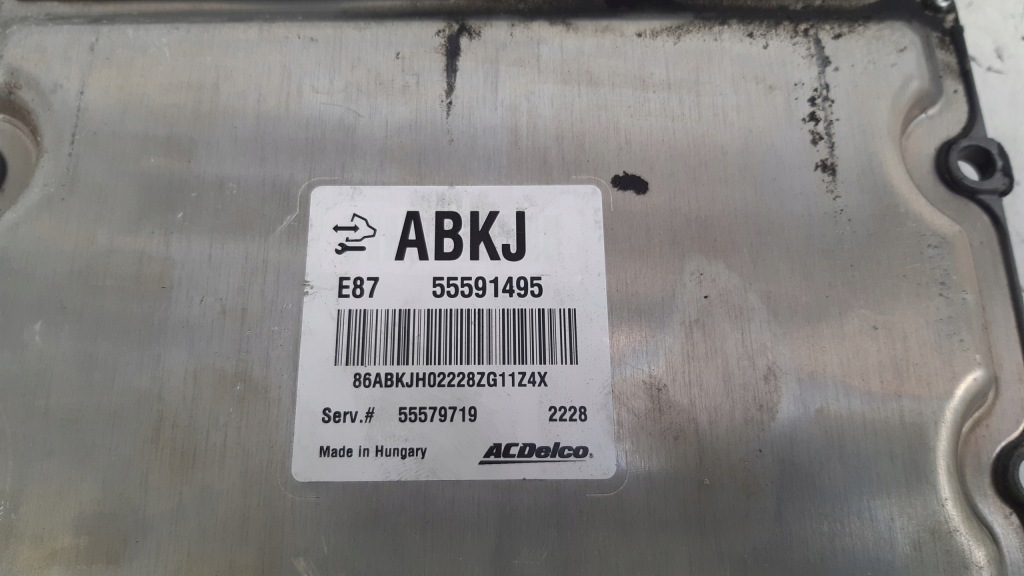 ABKJ
E87 55591495
86ABKJH02228ZG11Z4X
Serv.# 55579719 2228
Made in Hungary ACDelco